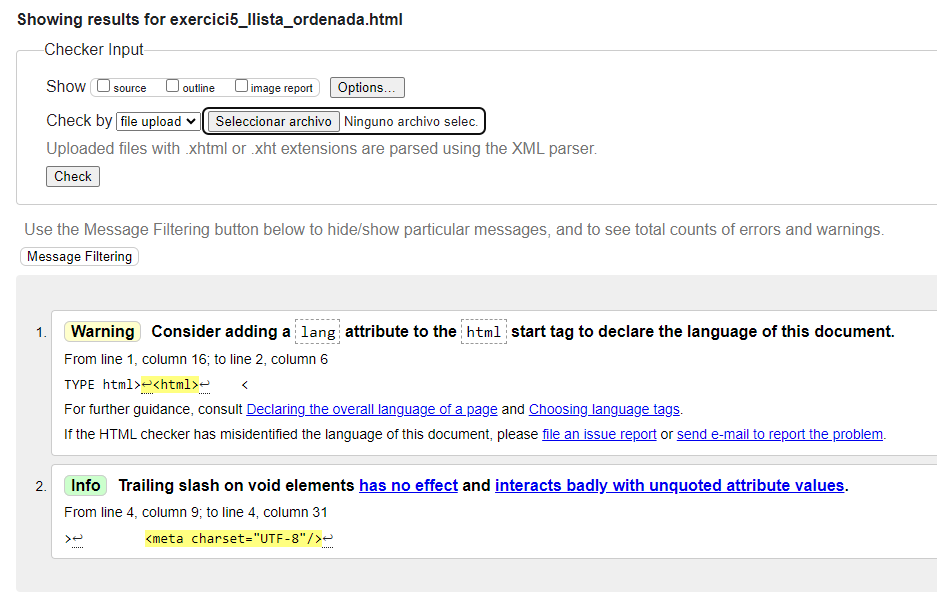 Showing results for exercici5_llista_ordenada.html
Checker Input
Show source outline image report Options...
Check by file upload Seleccionar archivo Ninguno archivo selec.
Uploaded files with .xhtml or .xht extensions are parsed using the XML parser.
Check
Use the Message Filtering button below to hide/show particular messages, and to see total counts of errors and warnings.
Message Filtering
1. Warning Consider adding a lang attribute to the html start tag to declare the language of this document.
From line 1, column 16; to line 2, column 6
TYPE html>↩<html>↩ <
For further guidance, consult Declaring the overall language of a page and Choosing language tags.
If the HTML checker has misidentified the language of this document, please file an issue report or send e-mail to report the problem.
2. Info Trailing slash on void elements has no effect and interacts badly with unquoted attribute values.
From line 4, column 9; to line 4, column 31
>↩ <meta charset="UTF-8"/>↩